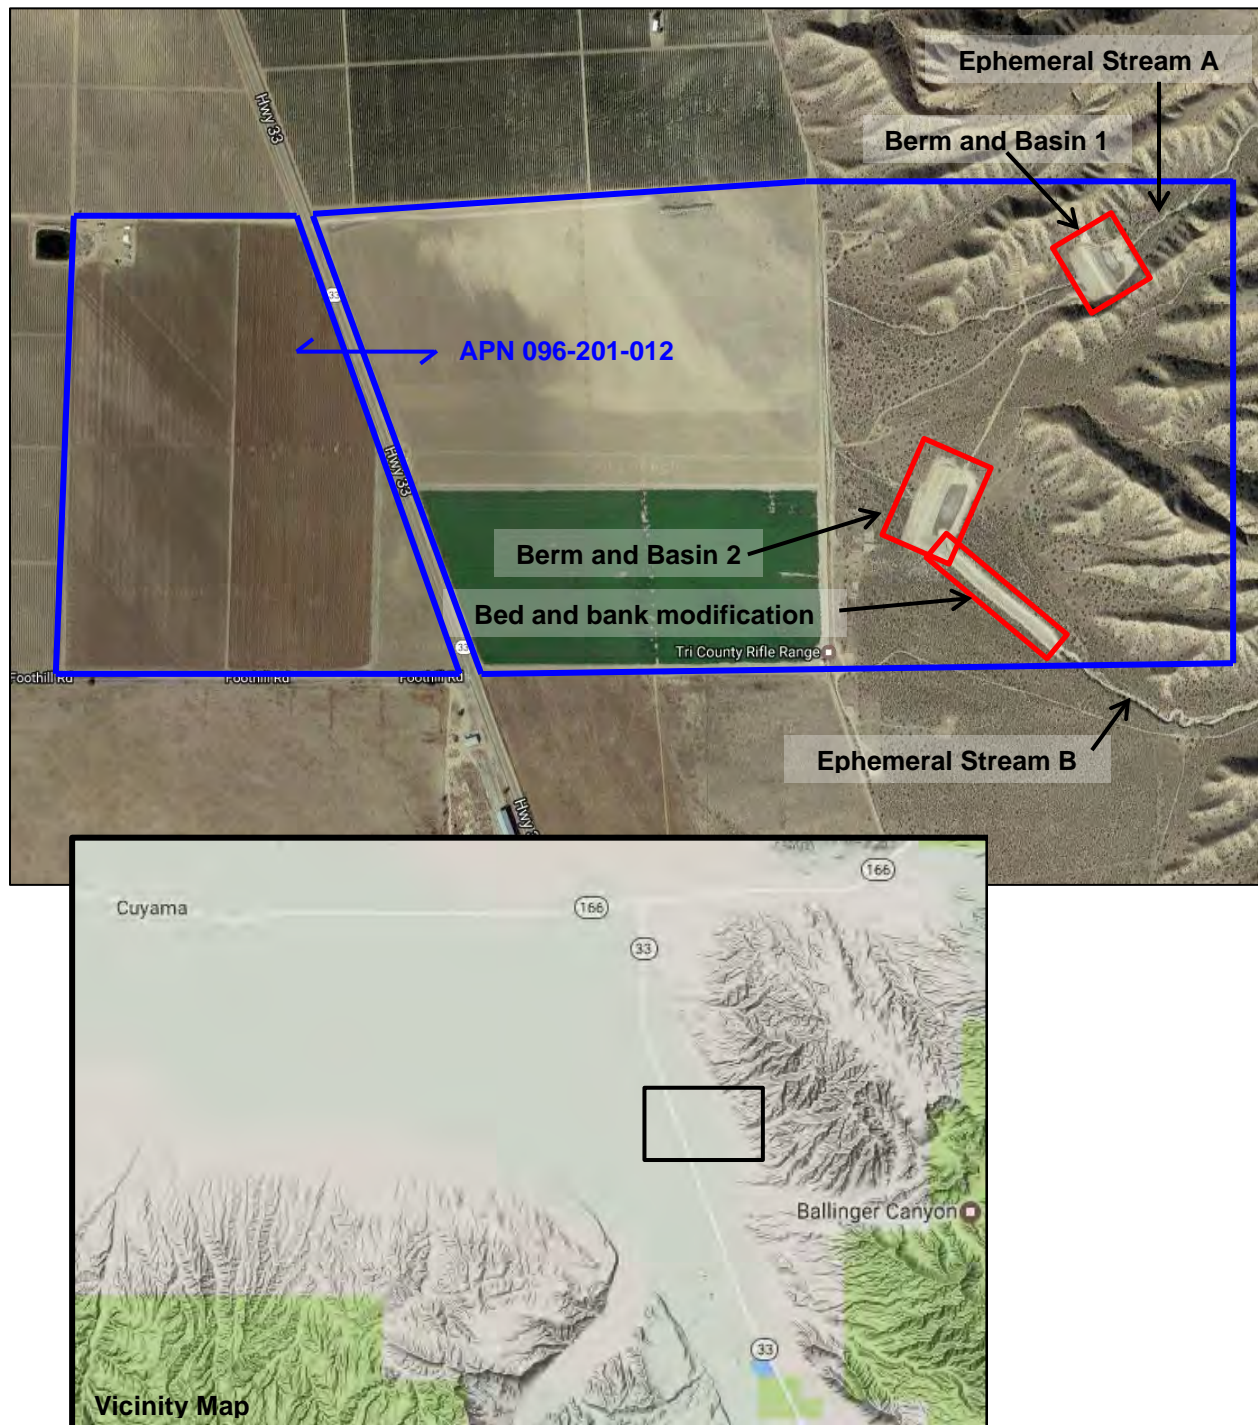 Ephemeral Stream A
Hwy 33
Berm and Basin 1
33
APN 096-201-012
Hwy 33
Berm and Basin 2
Bed and bank modification
33
Tri County Rifle Range
Foothill Rd
Foothill Rd
Foothill Rd
Ephemeral Stream B
Hwy
166
Cuyama
166
33
Ballinger Canyon
33
Vicinity Map